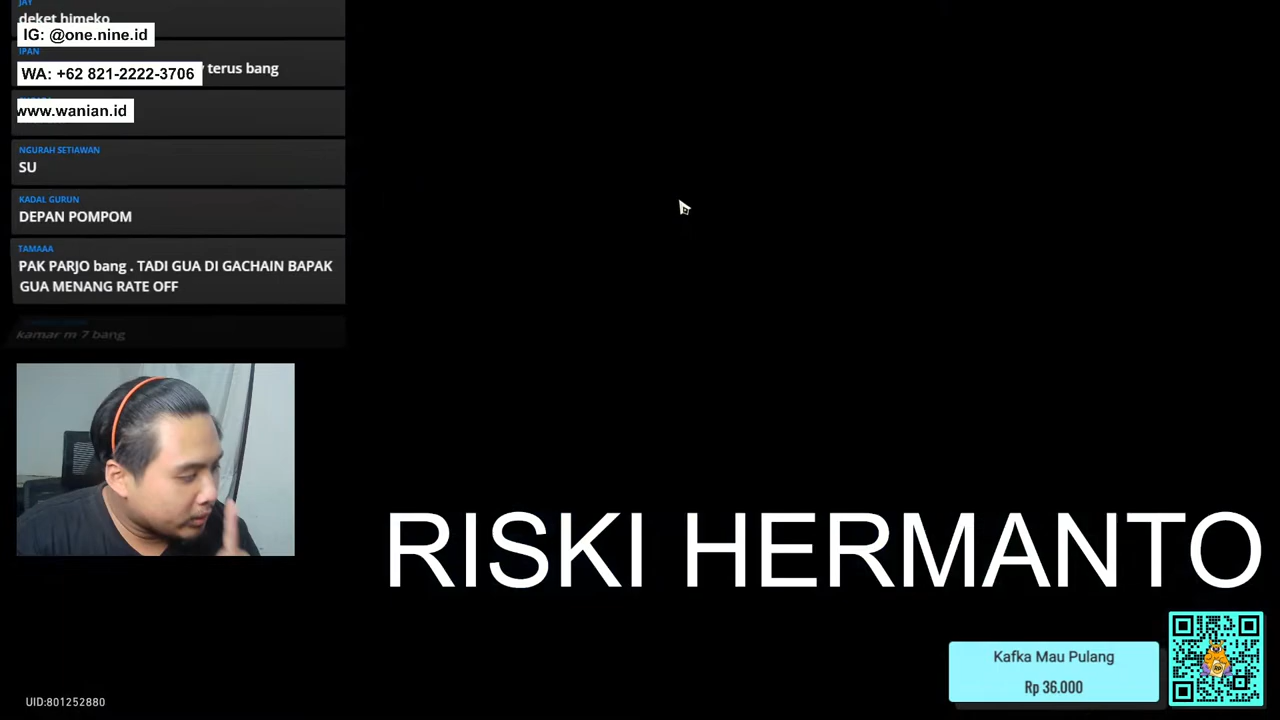 JAY
deket himeko
IG: @one.nine.id
IPAN
WA: +62 821-2222-3706 terus bang
www.wanian.id
NGURAH SETIAWAN
SU
KADAL GURUN
DEPAN POMPOM
TAMAAA
PAK PARJO bang . TADI GUA DI GACHAIN BAPAK
GUA MENANG RATE OFF
kamar m 7 bang
RISKI HERMANTO
Kafka Mau Pulang
Rp 36.000
UID:801252880